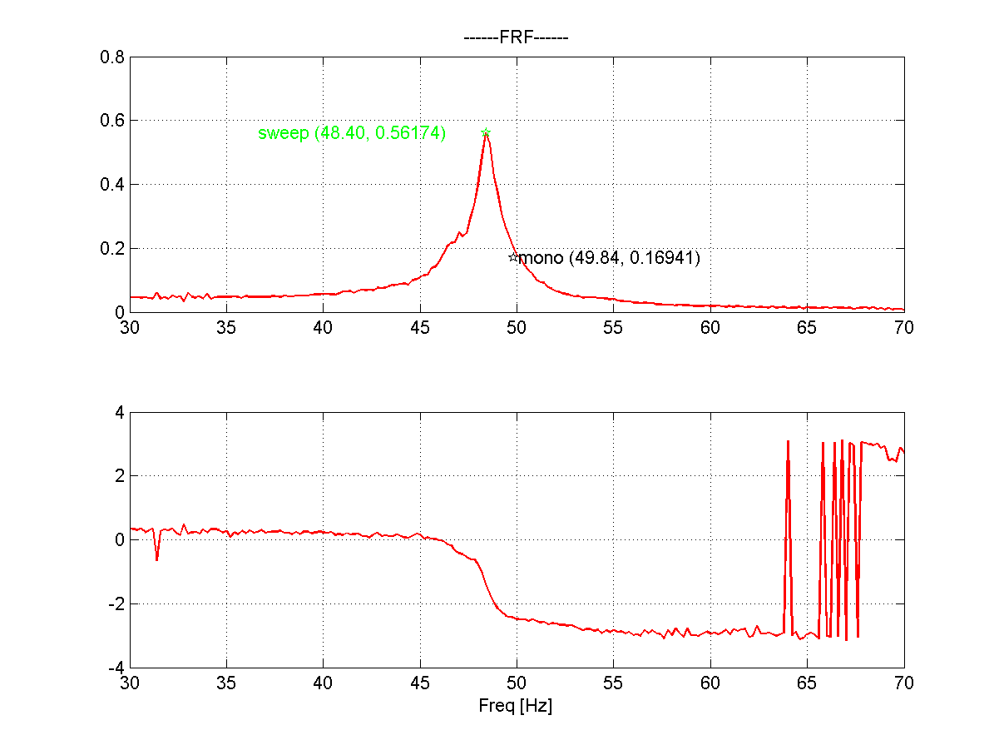 ------FRF------
0.8
0.6
sweep (48.40, 0.56174)
0.4
0.2
mono (49.84, 0.16941)
0
30 35 40 45 50 55 60 65 70
4
2
0
-2
-4
30 35 40 45 50 55 60 65 70
Freq [Hz]